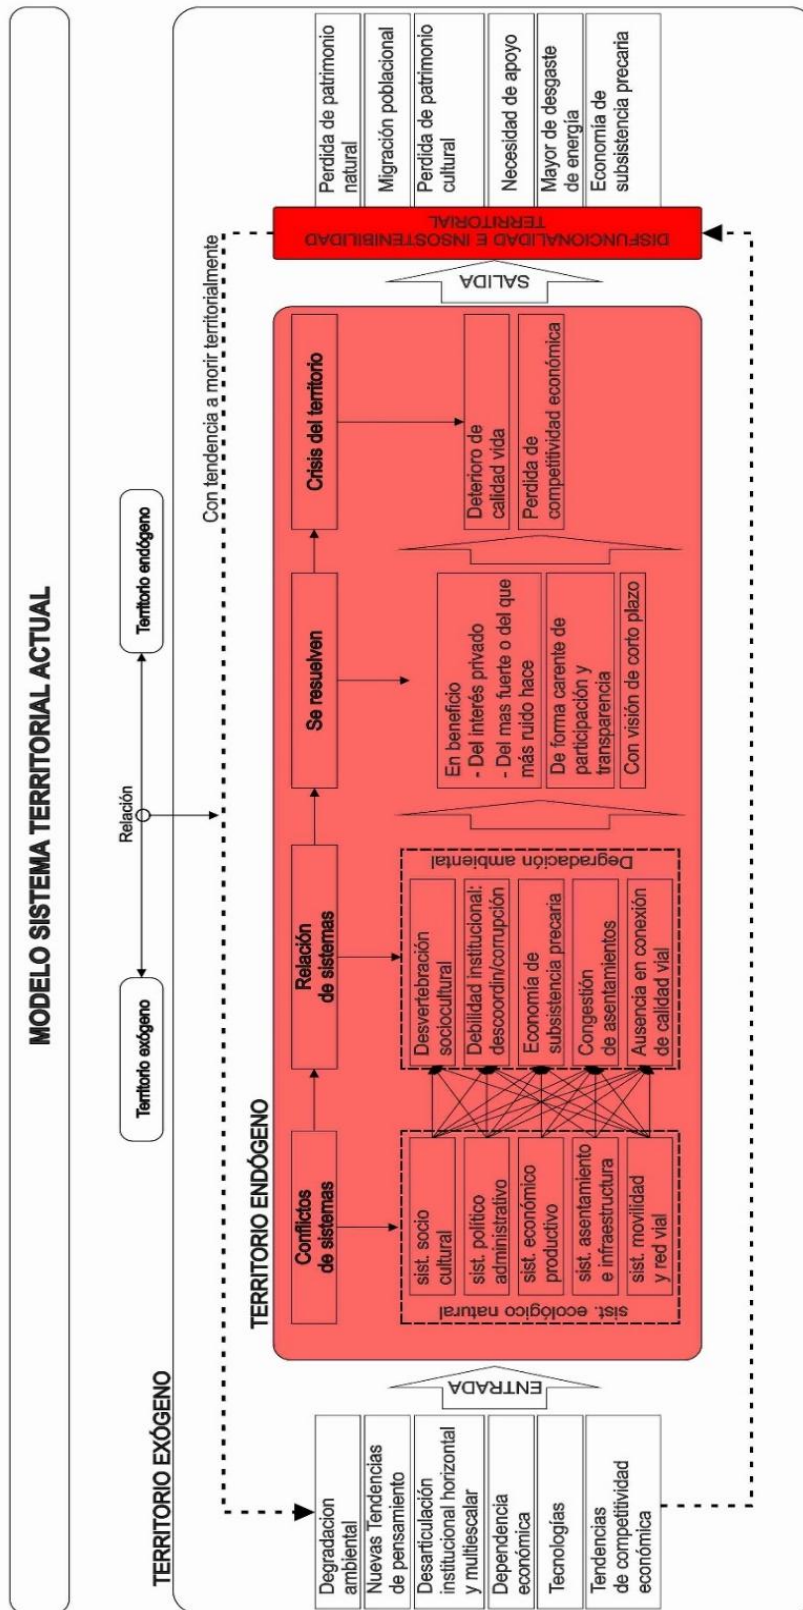 MODELO SISTEMA TERRITORIAL ACTUAL
Territorio exógeno
Relación
Territorio endógeno
TERRITORIO EXÓGENO
Con tendencia a morir territorialmente
Degradacion
ambiental
Nuevas Tendencias
de pensamiento
Desarticulación
institucional horizontal
y multiescalar
Dependencia
económica
Tecnologías
Tendencias
de competitividad
económica
ENTRADA
TERRITORIO ENDÓGENO
Conflictos
de sistemas
sist. socio
cultural
sist. político
administrativo
sist. económico
productivo
sist. asentamiento
e infraestructura
sist. movilidad
y red vial
sist. ecológico natural
Relación
de sistemas
Degradación ambiental
Desvertebración
sociocultural
Debilidad institucional:
descoordin/corrupción
Economía de
subsistencia precaria
Congestión
de asentamientos
Ausencia en conexión
de calidad vial
Se resuelven
En beneficio
- Del interés privado
- Del mas fuerte o del que
más ruido hace
De forma carente de
participación y
transparencia
Con visión de corto plazo
Crisis del territorio
Deterioro de
calidad vida
Perdida de
competitividad económica
SALIDA
DISFUNCIONALIDAD E INSOSTENIBILIDAD
TERRITORIAL
Perdida de patrimonio
natural
Migración poblacional
Perdida de patrimonio
cultural
Necesidad de apoyo
Mayor de desgaste
de energía
Economía de
subsistencia precaria